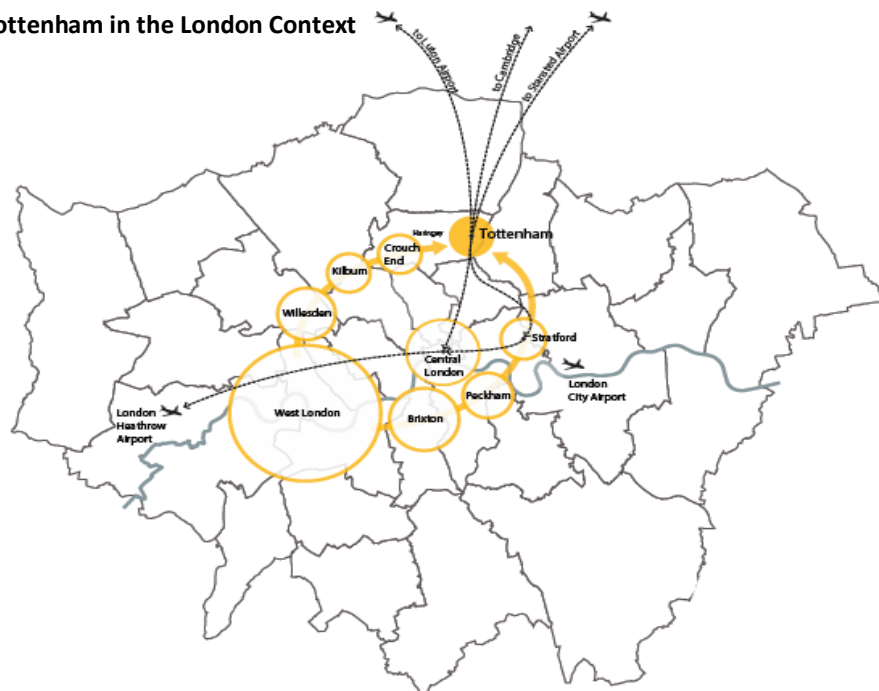 ottenham in the London Context
to Luton Airport
to Cambridge
to Stansted Airport
Haringey
Tottenham
Crouch
End
Kilburn
Willesden
Stratford
Central
London
London
City Airport
Peckham
West London
Brixton
London
Heathrow
Airport